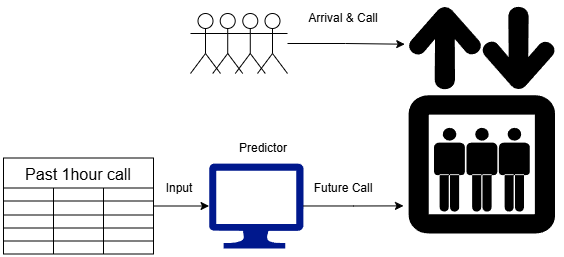 Arrival & Call
Predictor
Past 1hour call
Input
Future Call